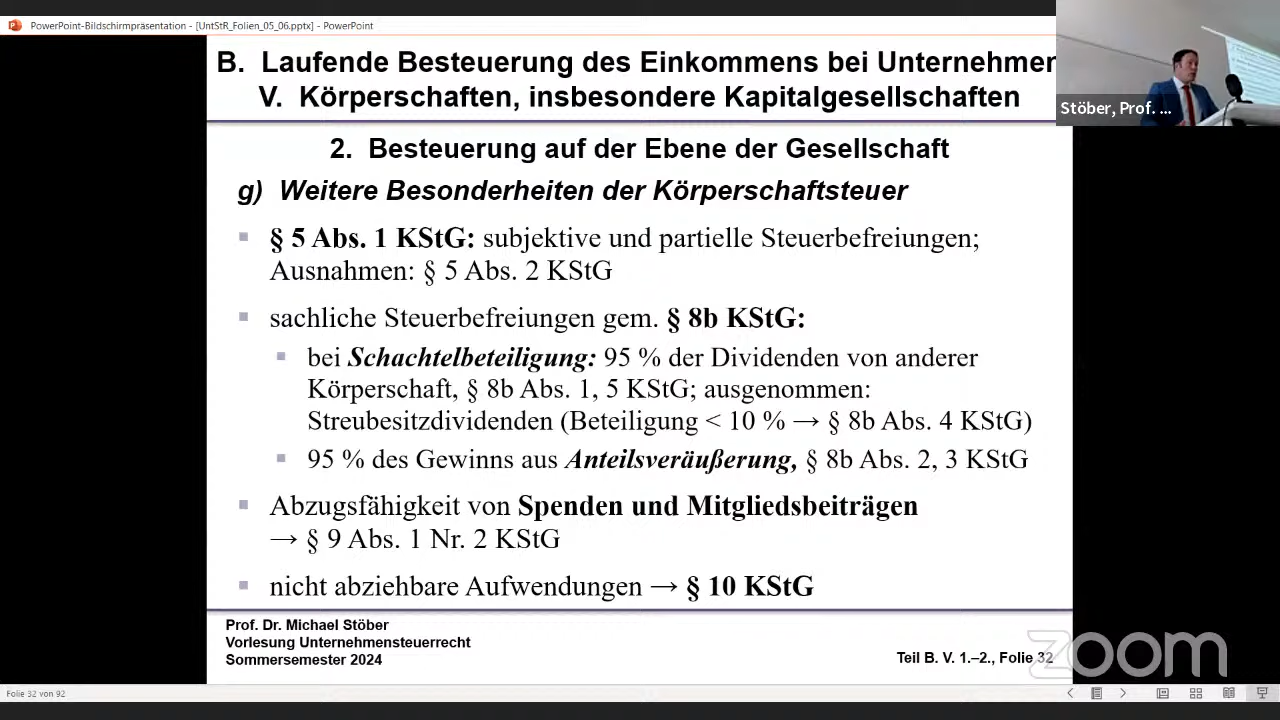 PowerPoint-Bildschirmpräsentation - [UntStR_Folien_05_06.pptx] - PowerPoint
B. Laufende Besteuerung des Einkommens bei Unternehmen
V. Körperschaften, insbesondere Kapitalgesellschaften
Stöber, Prof. ...
2. Besteuerung auf der Ebene der Gesellschaft
g) Weitere Besonderheiten der Körperschaftsteuer
§ 5 Abs. 1 KStG: subjektive und partielle Steuerbefreiungen;
Ausnahmen: § 5 Abs. 2 KStG
sachliche Steuerbefreiungen gem. § 8b KStG:
bei Schachtelbeteiligung: 95 % der Dividenden von anderer
Körperschaft, § 8b Abs. 1, 5 KStG; ausgenommen:
Streubesitzdividenden (Beteiligung < 10 % → § 8b Abs. 4 KStG)
95 % des Gewinns aus Anteilsveräußerung, § 8b Abs. 2, 3 KStG
Abzugsfähigkeit von Spenden und Mitgliedsbeiträgen
→ § 9 Abs. 1 Nr. 2 KStG
nicht abziehbare Aufwendungen → § 10 KStG
Prof. Dr. Michael Stöber
Vorlesung Unternehmensteuerrecht
Sommersemester 2024
Teil B. V. 1.–2., Folie 32
zoom
Folie 32 von 92